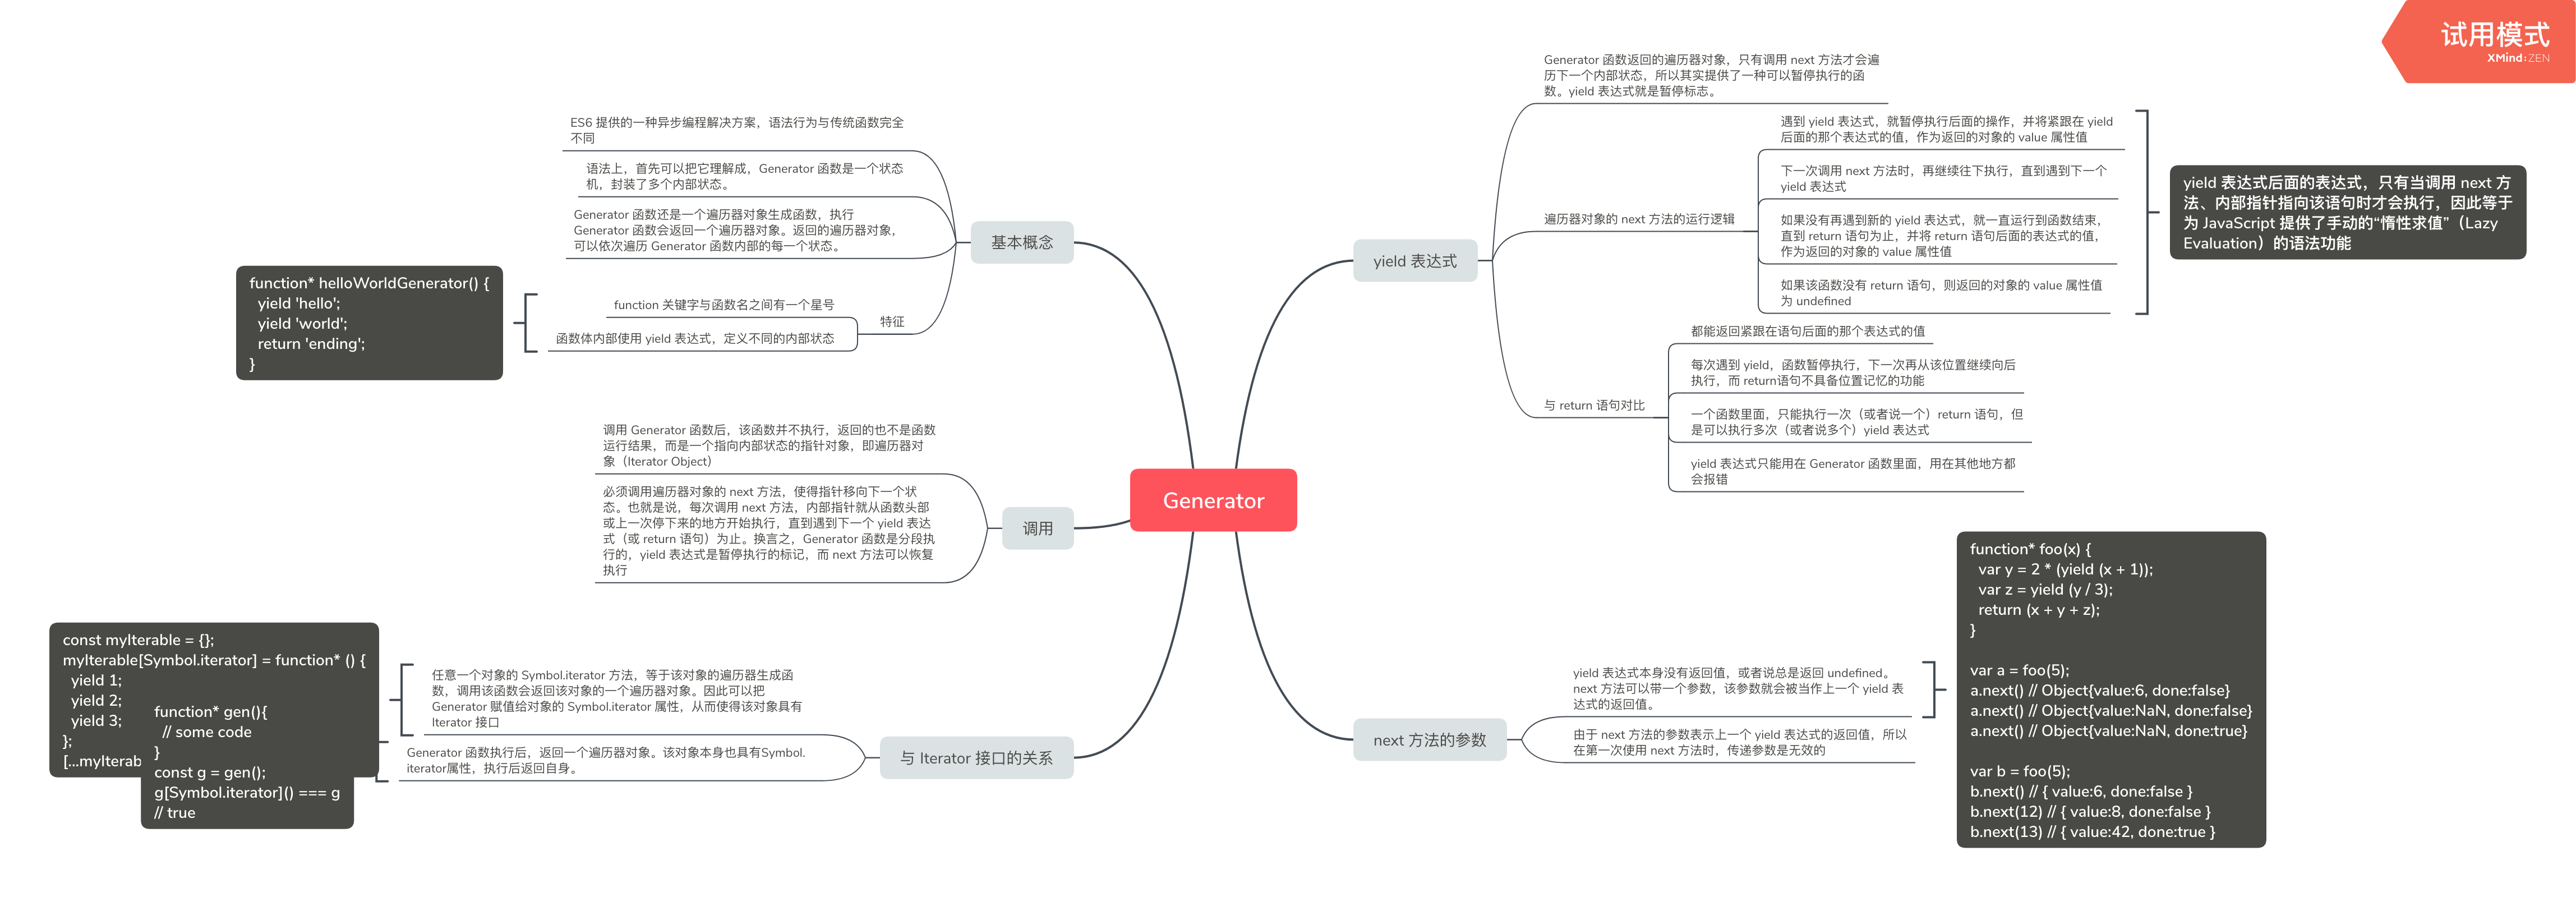 试用模式
XMind:ZEN
Generator
基本概念
ES6 提供的一种异步编程解决方案，语法行为与传统函数完全
不同
语法上，首先可以把它理解成，Generator 函数是一个状态
机，封装了多个内部状态。
Generator 函数还是一个遍历器对象生成函数，执行
Generator 函数会返回一个遍历器对象。返回的遍历器对象，
可以依次遍历 Generator 函数内部的每一个状态。
特征
function 关键字与函数名之间有一个星号
函数体内部使用 yield 表达式，定义不同的内部状态
function* helloWorldGenerator() {
  yield 'hello';
  yield 'world';
  return 'ending';
}
调用
调用 Generator 函数后，该函数并不执行，返回的也不是函数
运行结果，而是一个指向内部状态的指针对象，即遍历器对
象（Iterator Object）
必须调用遍历器对象的 next 方法，使得指针移向下一个状
态。也就是说，每次调用 next 方法，内部指针就从函数头部
或上一次停下来的地方开始执行，直到遇到下一个 yield 表达
式（或 return 语句）为止。换言之，Generator 函数是分段执
行的，yield 表达式是暂停执行的标记，而 next 方法可以恢复
执行
与 Iterator 接口的关系
任意一个对象的 Symbol.iterator 方法，等于该对象的遍历器生成函
数，调用该函数会返回该对象的一个遍历器对象。因此可以把
Generator 赋值给对象的 Symbol.iterator 属性，从而使得该对象具有
Iterator 接口
const myIterable = {};
myIterable[Symbol.iterator] = function* () {
  yield 1;
  yield 2;
  yield 3;
};
[...myIterab
Generator 函数执行后，返回一个遍历器对象。该对象本身也具有Symbol.
iterator属性，执行后返回自身。
function* gen(){
  // some code
}
const g = gen();
g[Symbol.iterator]() === g
// true
yield 表达式
Generator 函数返回的遍历器对象，只有调用 next 方法才会遍
历下一个内部状态，所以其实提供了一种可以暂停执行的函
数。yield 表达式就是暂停标志。
遍历器对象的 next 方法的运行逻辑
遇到 yield 表达式，就暂停执行后面的操作，并将紧跟在 yield
后面的那个表达式的值，作为返回的对象的 value 属性值
下一次调用 next 方法时，再继续往下执行，直到遇到下一个
yield 表达式
如果没有再遇到新的 yield 表达式，就一直运行到函数结束，
直到 return 语句为止，并将 return 语句后面的表达式的值，
作为返回的对象的 value 属性值
如果该函数没有 return 语句，则返回的对象的 value 属性值
为 undefined
yield 表达式后面的表达式，只有当调用 next 方
法、内部指针指向该语句时才会执行，因此等于
为 JavaScript 提供了手动的“惰性求值”（Lazy
Evaluation）的语法功能
与 return 语句对比
都能返回紧跟在语句后面的那个表达式的值
每次遇到 yield，函数暂停执行，下一次再从该位置继续向后
执行，而 return语句不具备位置记忆的功能
一个函数里面，只能执行一次（或者说一个）return 语句，但
是可以执行多次（或者说多个）yield 表达式
yield 表达式只能用在 Generator 函数里面，用在其他地方都
会报错
next 方法的参数
yield 表达式本身没有返回值，或者说总是返回 undefined。
next 方法可以带一个参数，该参数就会被当作上一个 yield 表
达式的返回值。
由于 next 方法的参数表示上一个 yield 表达式的返回值，所以
在第一次使用 next 方法时，传递参数是无效的
function* foo(x) {
  var y = 2 * (yield (x + 1));
  var z = yield (y / 3);
  return (x + y + z);
}
var a = foo(5);
a.next() // Object{value:6, done:false}
a.next() // Object{value:NaN, done:false}
a.next() // Object{value:NaN, done:true}
var b = foo(5);
b.next() // { value:6, done:false }
b.next(12) // { value:8, done:false }
b.next(13) // { value:42, done:true }